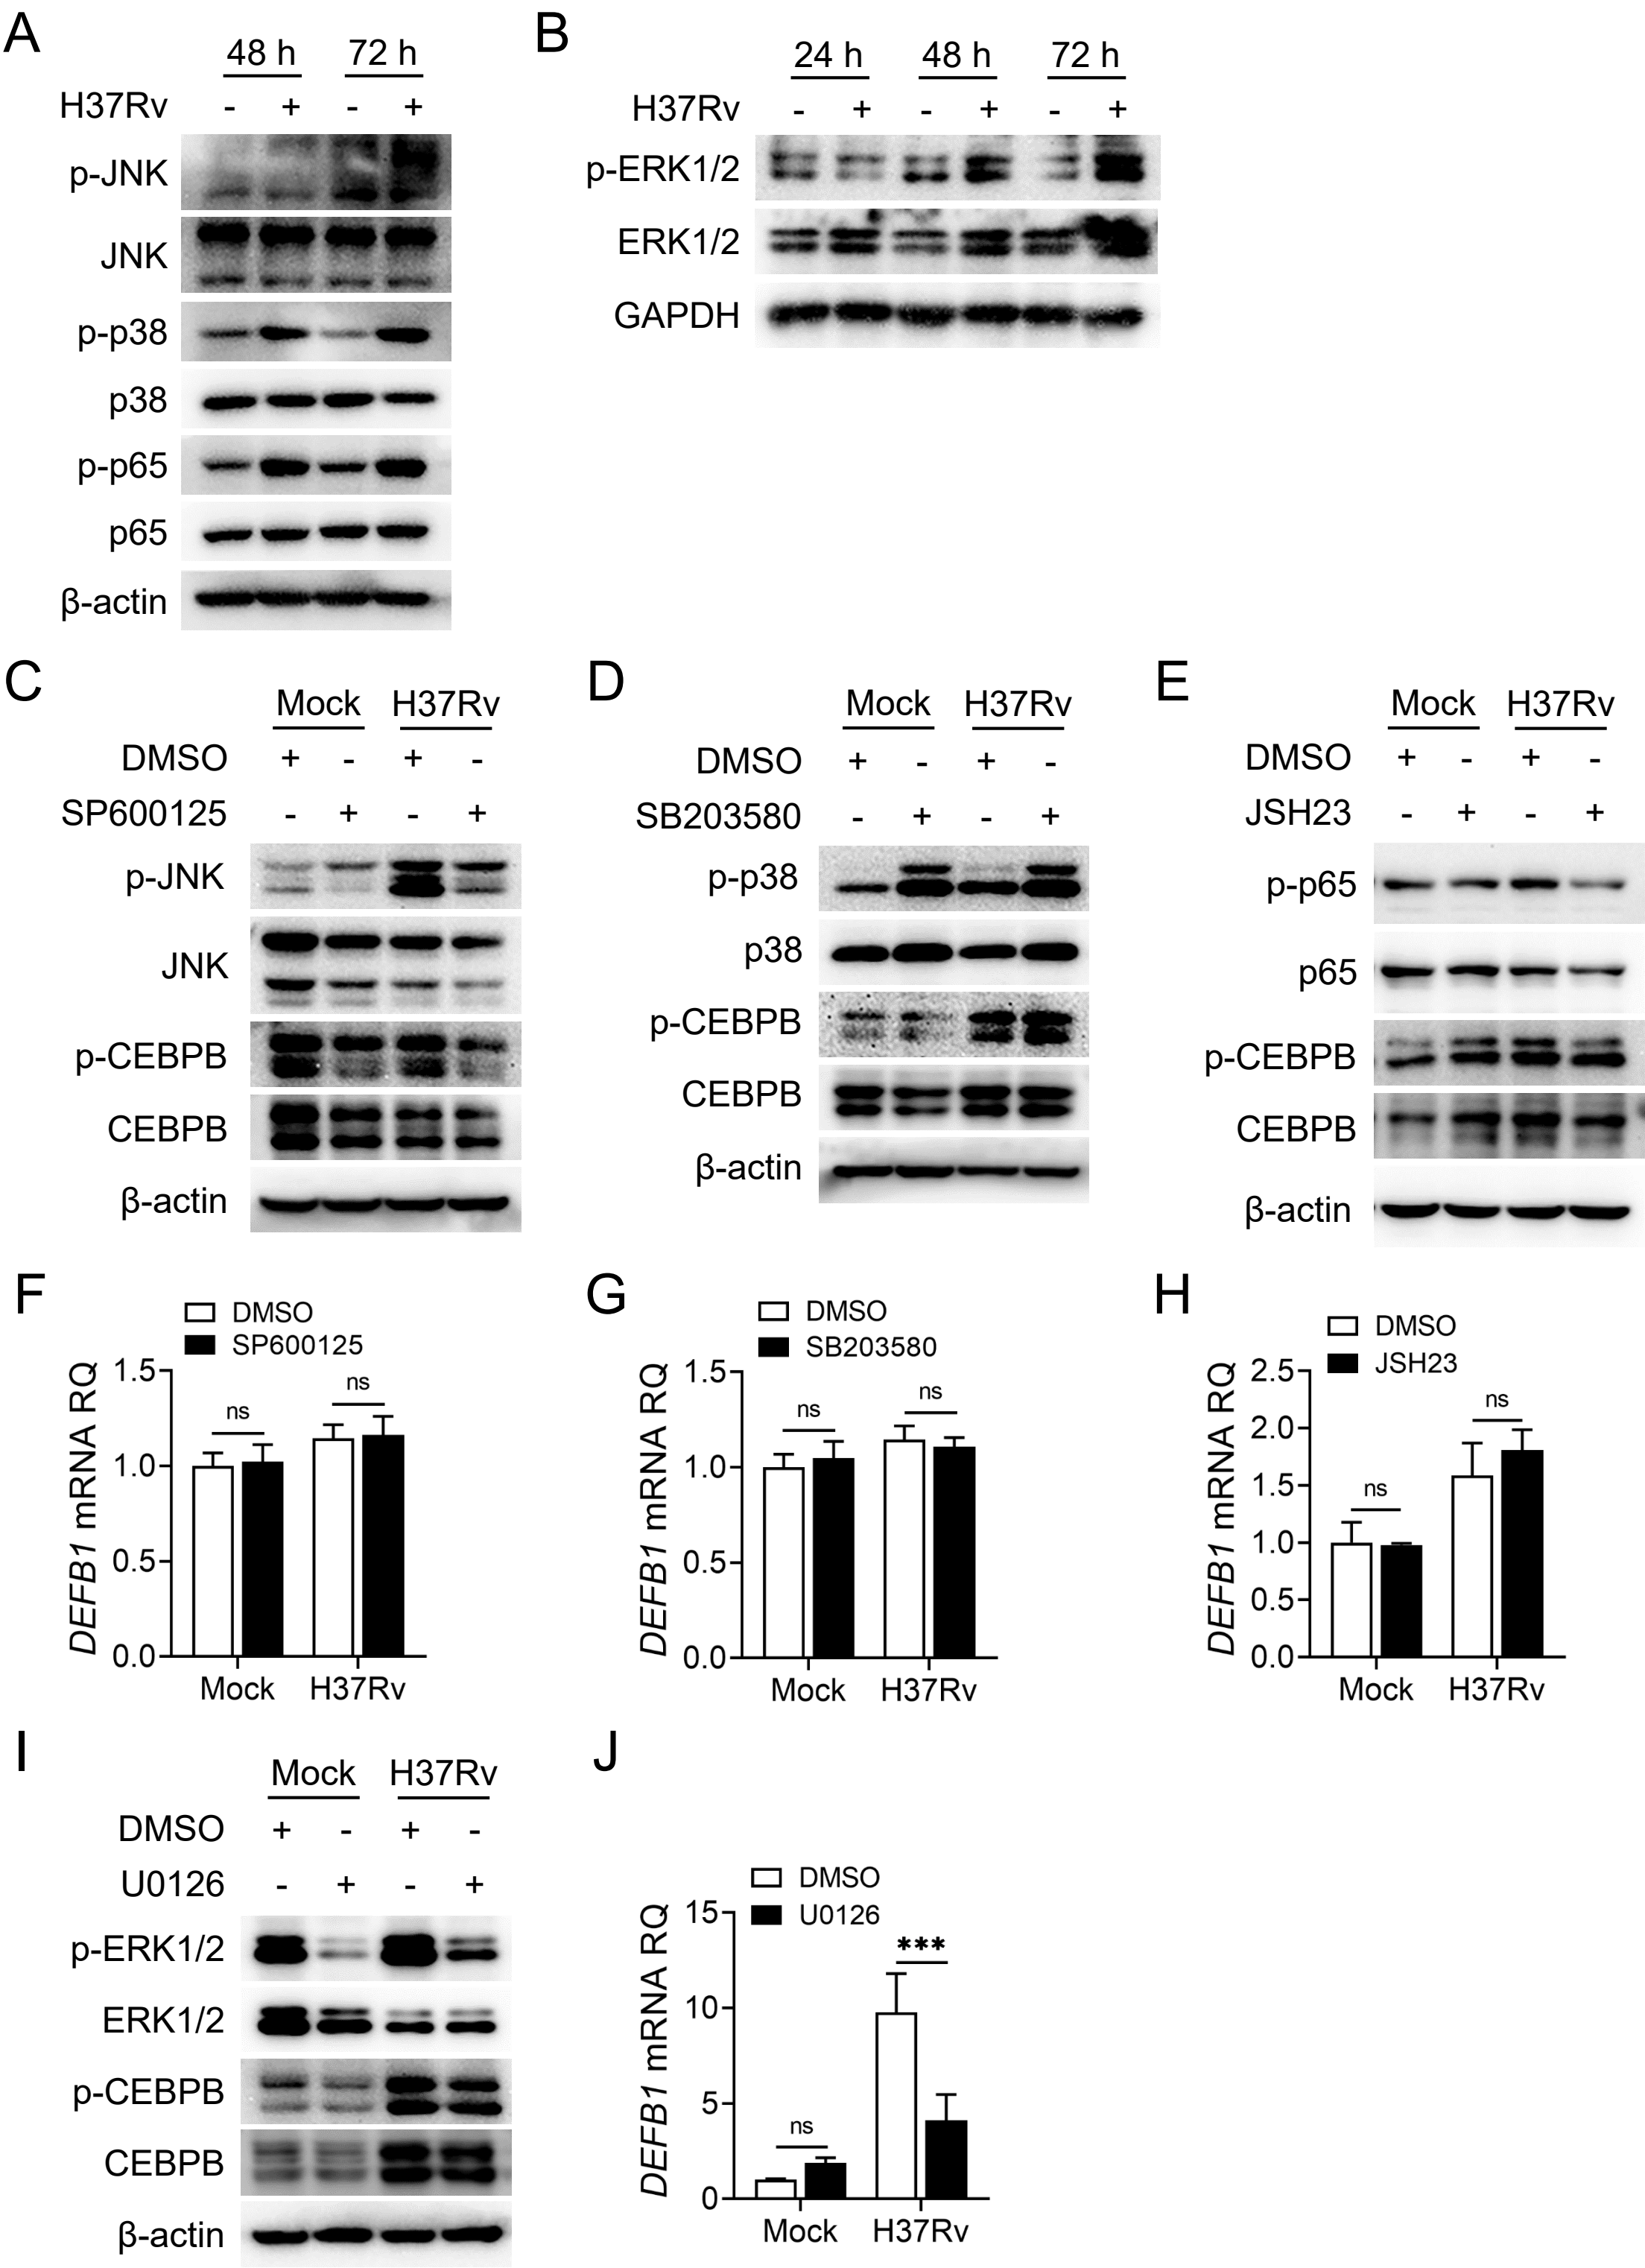 A
48 h 72 h
H37Rv - + - +
p-JNK
JNK
p-p38
p38
p-p65
p65
β-actin
B
24 h 48 h 72 h
H37Rv - + - + - +
p-ERK1/2
ERK1/2
GAPDH
C
Mock H37Rv
DMSO + - + -
SP600125 - + - +
p-JNK
JNK
p-CEBPB
CEBPB
β-actin
D
Mock H37Rv
DMSO + - + -
SB203580 - + - +
p-p38
p38
p-CEBPB
CEBPB
β-actin
E
Mock H37Rv
DMSO + - + -
JSH23 - + - +
p-p65
p65
p-CEBPB
CEBPB
β-actin
F
DMSO
SP600125
DEFB1 mRNA RQ
1.5
1.0
0.5
0.0
ns
ns
Mock H37Rv
G
DMSO
SB203580
DEFB1 mRNA RQ
1.5
1.0
0.5
0.0
ns
ns
Mock H37Rv
H
DMSO
JSH23
DEFB1 mRNA RQ
2.5
2.0
1.5
1.0
0.5
0.0
ns
ns
Mock H37Rv
I
Mock H37Rv
DMSO + - + -
U0126 - + - +
p-ERK1/2
ERK1/2
p-CEBPB
CEBPB
β-actin
J
DMSO
U0126
DEFB1 mRNA RQ
15
10
5
0
ns
***
Mock H37Rv